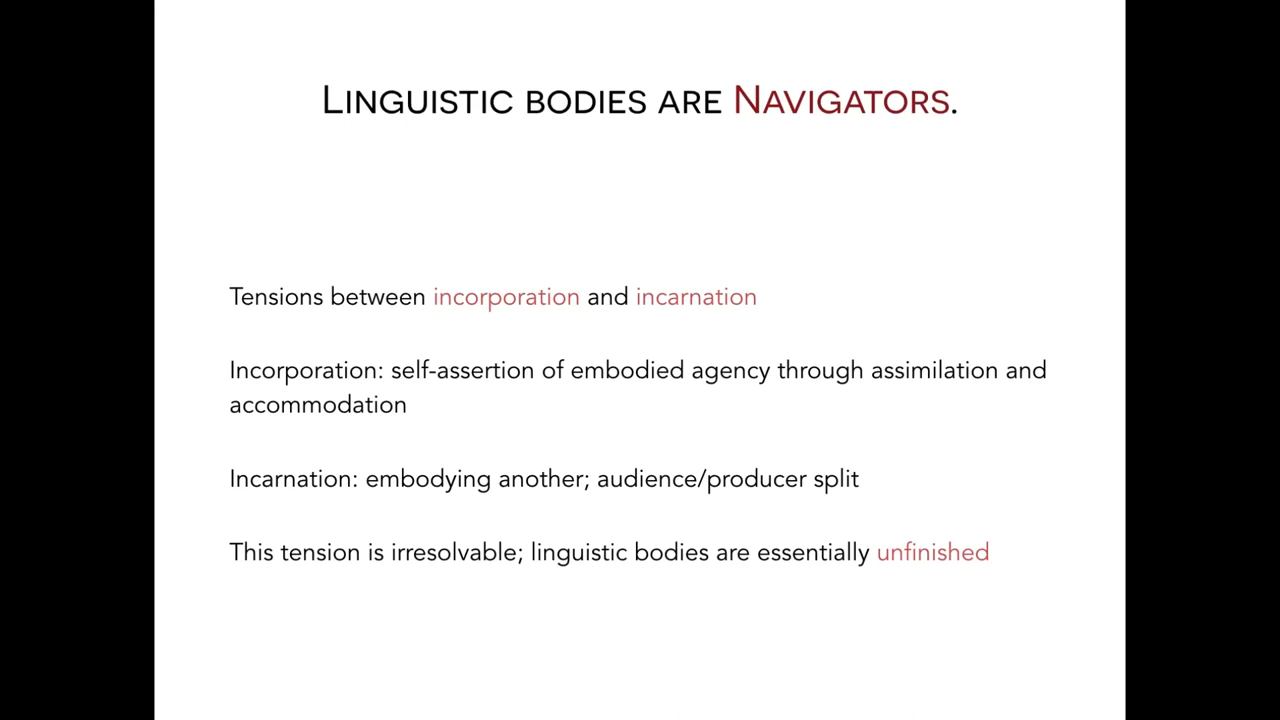 Linguistic bodies are Navigators.
Tensions between incorporation and incarnation
Incorporation: self-assertion of embodied agency through assimilation and
accommodation
Incarnation: embodying another; audience/producer split
This tension is irresolvable; linguistic bodies are essentially unfinished